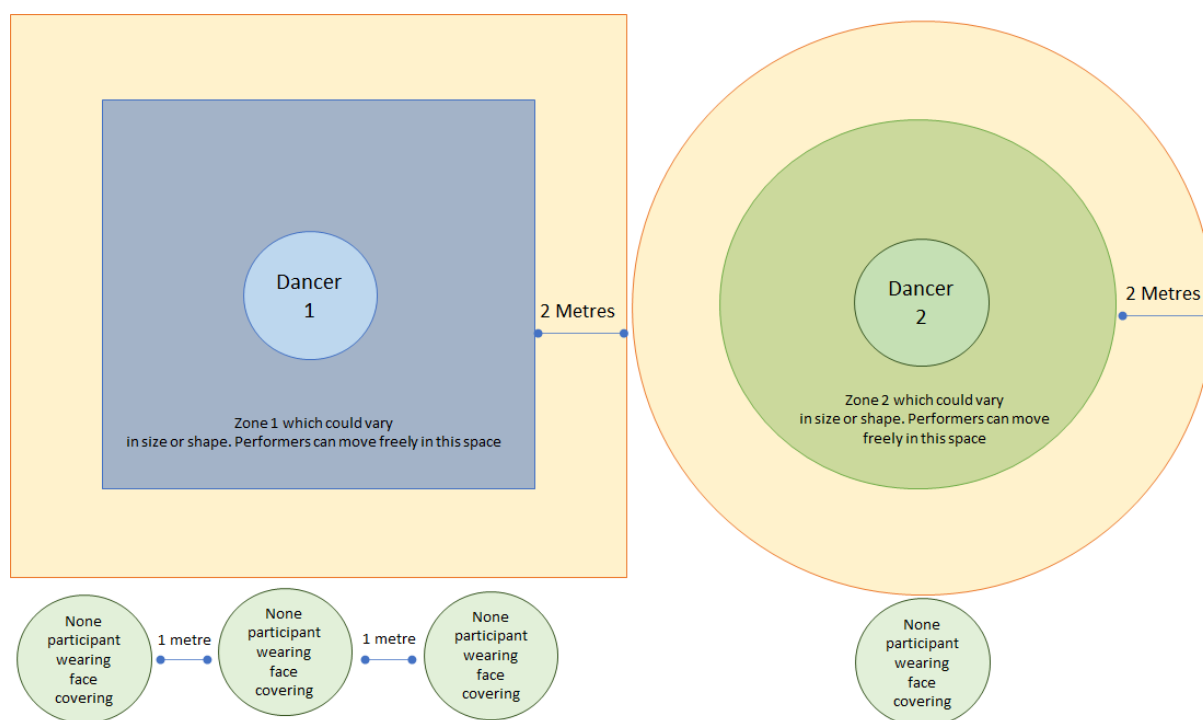 Dancer
1
2 Metres
Zone 1 which could vary
in size or shape. Performers can move freely in this space
Dancer
2
2 Metres
Zone 2 which could vary
in size or shape. Performers can move
freely in this space
None
participant
wearing
face
covering
1 metre
None
participant
wearing
face
covering
1 metre
None
participant
wearing
face
covering
None
participant
wearing
face
covering